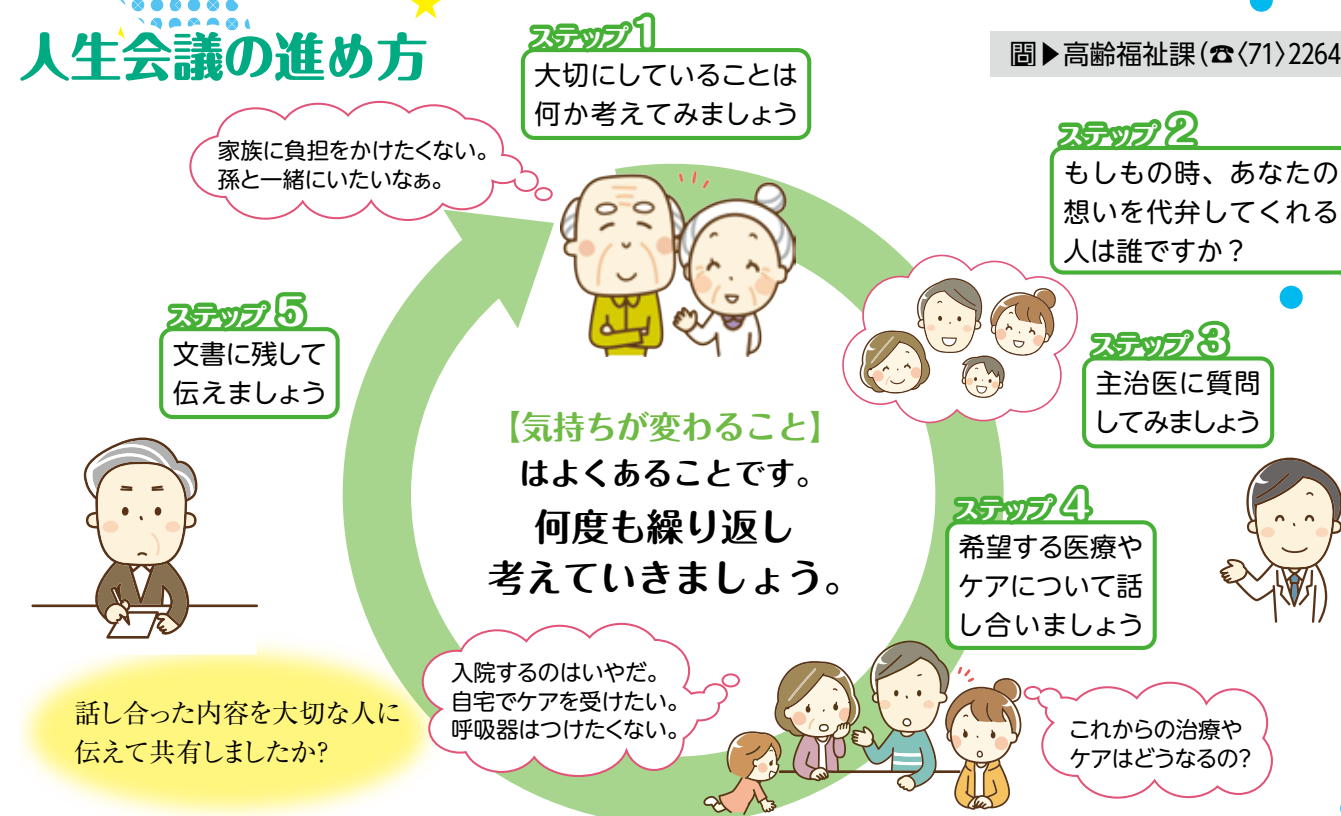 人生会議の進め方
問▶高齢福祉課(☎〈71〉2264
ステップ1
大切にしていることは
何か考えてみましょう
家族に負担をかけたくない。
孫と一緒にいたいなぁ。
ステップ2
もしもの時、あなたの
想いを代弁してくれる
人は誰ですか？
ステップ3
主治医に質問
してみましょう
ステップ4
希望する医療や
ケアについて話
し合いましょう
これからの治療や
ケアはどうなるの?
入院するのはいやだ。
自宅でケアを受けたい。
呼吸器はつけたくない。
ステップ5
文書に残して
伝えましょう
話し合った内容を大切な人に
伝えて共有しましたか?
【気持ちが変わること】
はよくあることです。
何度も繰り返し
考えていきましょう。